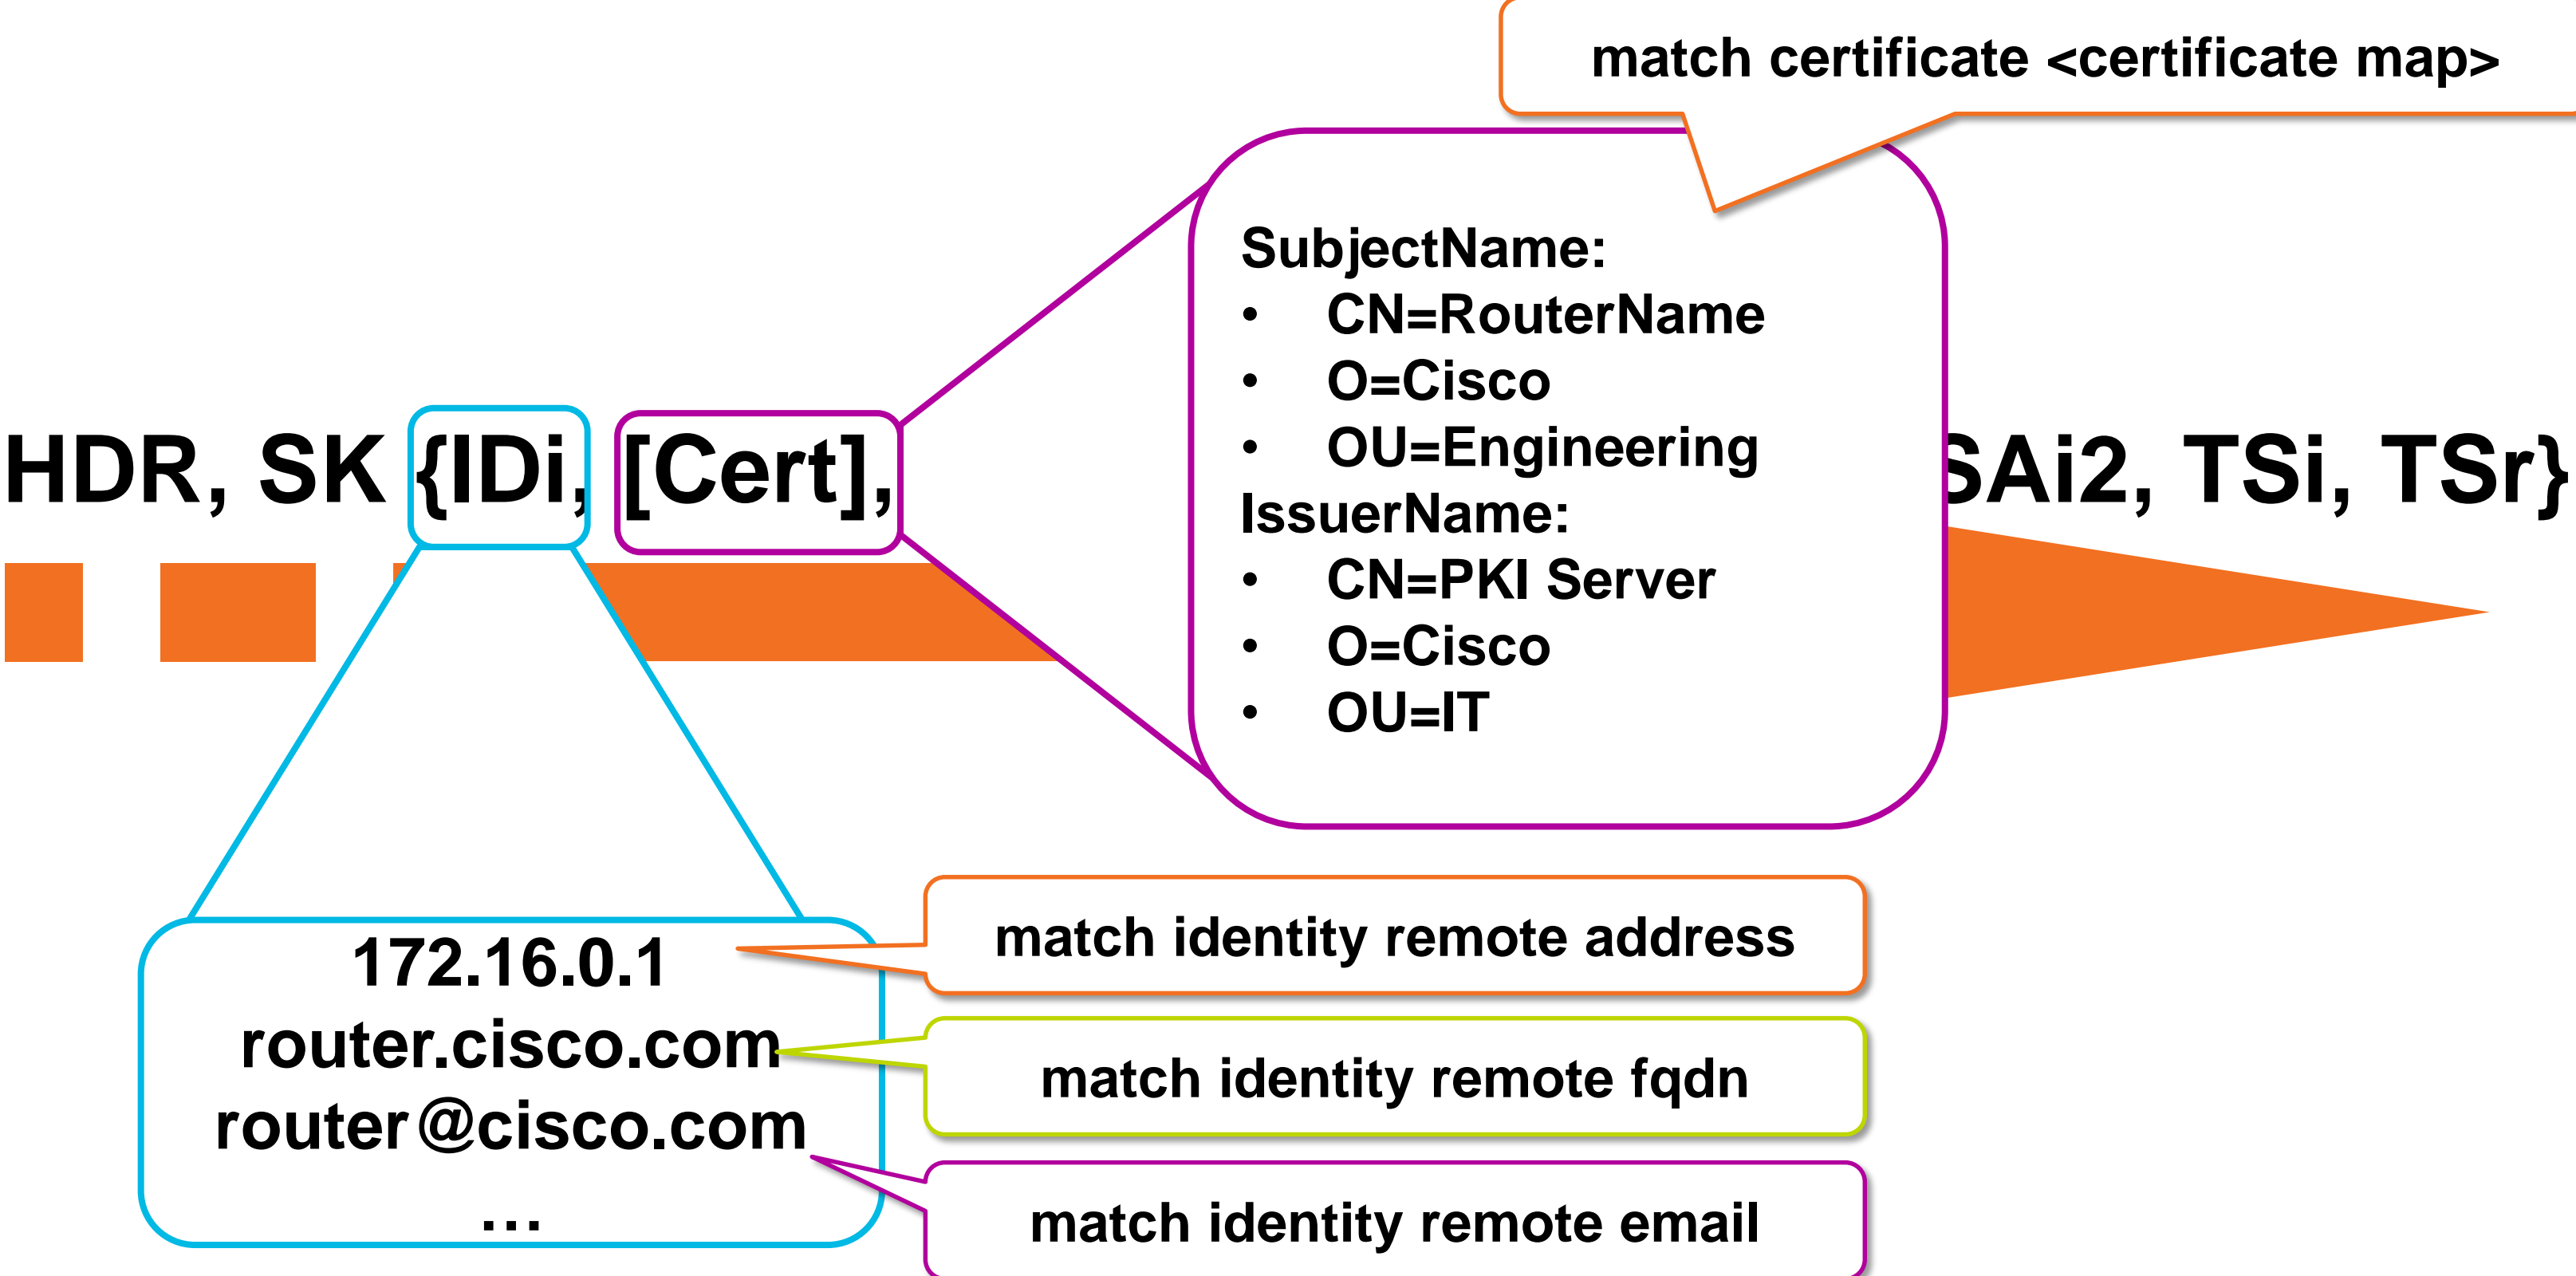 match certificate <certificate map>
SubjectName:
• CN=RouterName
• O=Cisco
• OU=Engineering
IssuerName:
• CN=PKI Server
• O=Cisco
• OU=IT
HDR, SK {IDi, [Cert], SAi2, TSi, TSr}
172.16.0.1
router.cisco.com
router@cisco.com
...
match identity remote address
match identity remote fqdn
match identity remote email